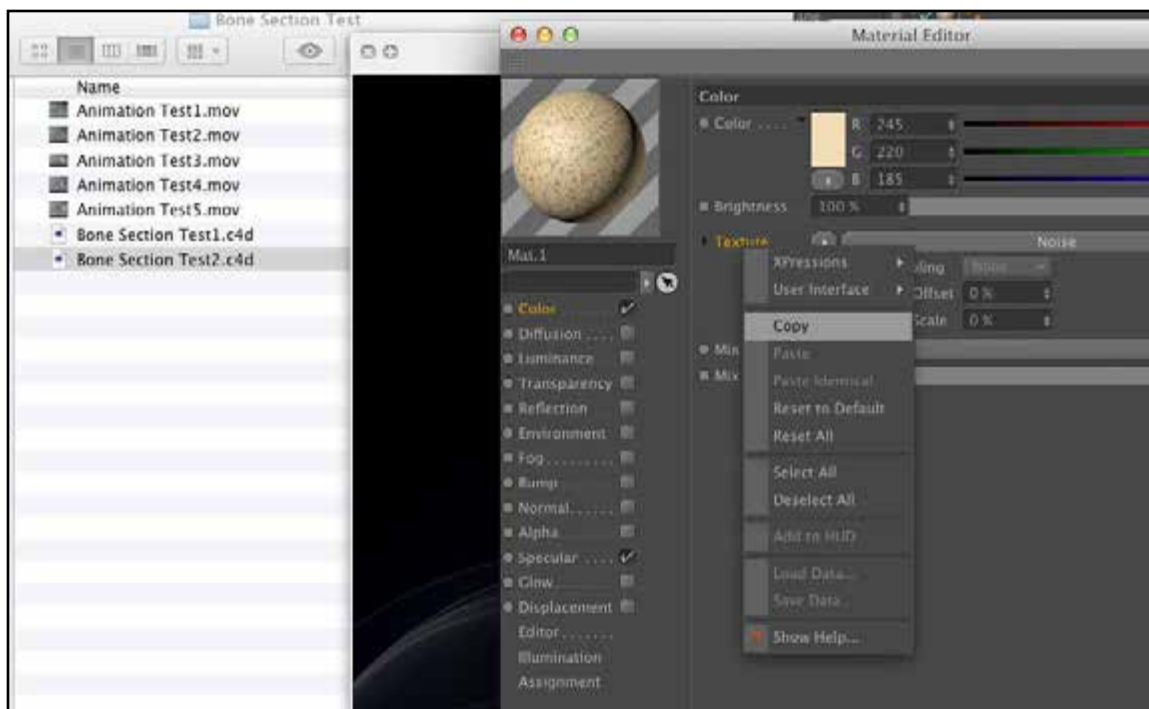 Bone Section Test
Name
Animation Test1.mov
Animation Test2.mov
Animation Test3.mov
Animation Test4.mov
Animation Test5.mov
Bone Section Test1.c4d
Bone Section Test2.c4d
Material Editor
Mat.1
Color
Diffusion ....
Luminance
Transparency
Reflection
Environment
Fog.........
Bump
Normal......
Alpha
Specular ....
Glow
Displacement
Editor.......
Illumination
Assignment
Color
Color ....
R 245
G 220
B 185
Brightness 100 %
Texture Noise
None
Offset 0 %
Scale 0 %
Mix
XPressions
User Interface
Copy
Paste
Paste Identical
Reset to Default
Reset All
Select All
Deselect All
Add to HUD
Load Data...
Save Data...
Show Help...